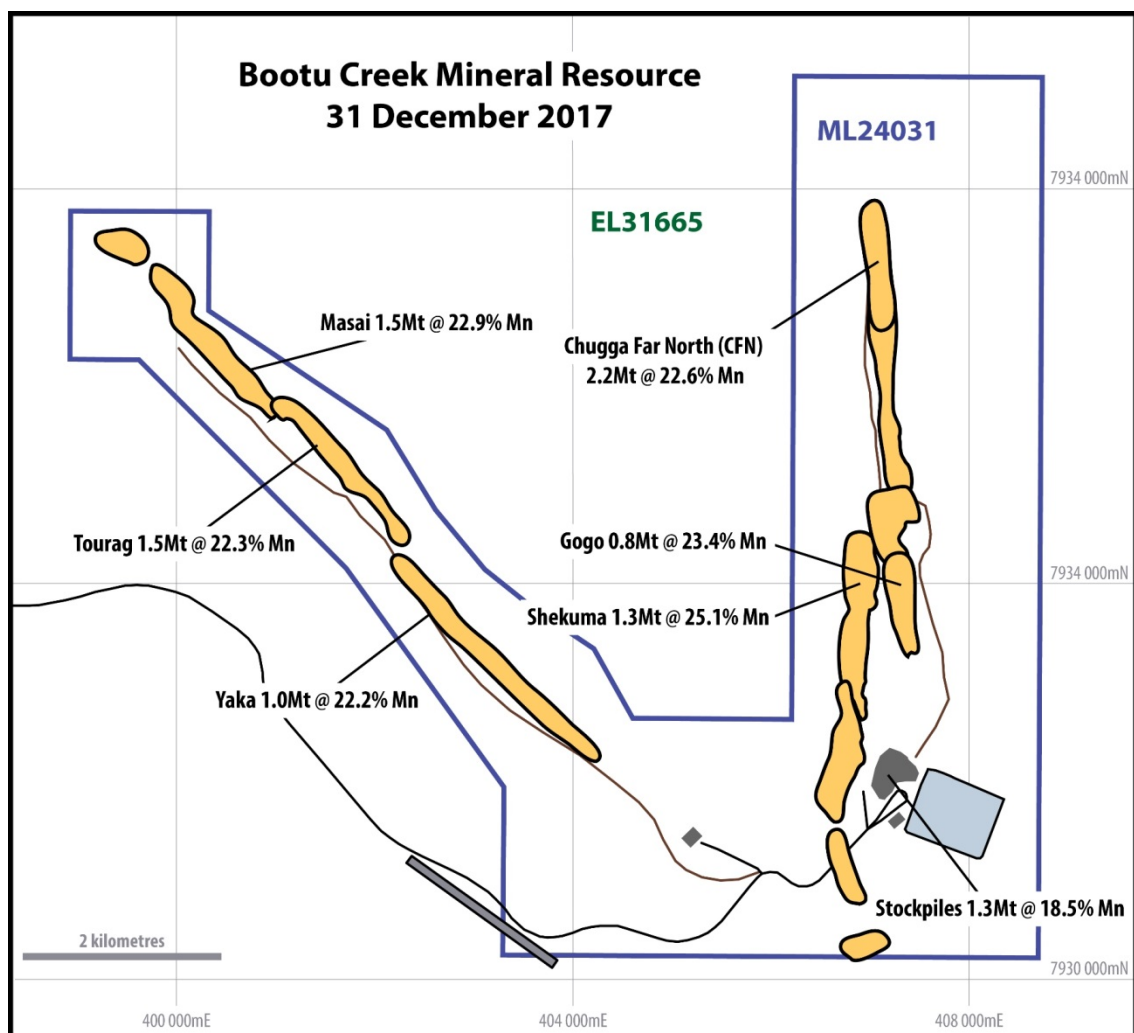 Bootu Creek Mineral Resource
31 December 2017
ML24031
7934 000mN
EL31665
Masai 1.5Mt @ 22.9% Mn
Chugga Far North (CFN)
2.2Mt @ 22.6% Mn
Tourag 1.5Mt @ 22.3% Mn
Gogo 0.8Mt @ 23.4% Mn
7934 000mN
Shekuma 1.3Mt @ 25.1% Mn
Yaka 1.0Mt @ 22.2% Mn
Stockpiles 1.3Mt @ 18.5% Mn
2 kilometres
7930 000mN
400 000mE
404 000mE
408 000mE